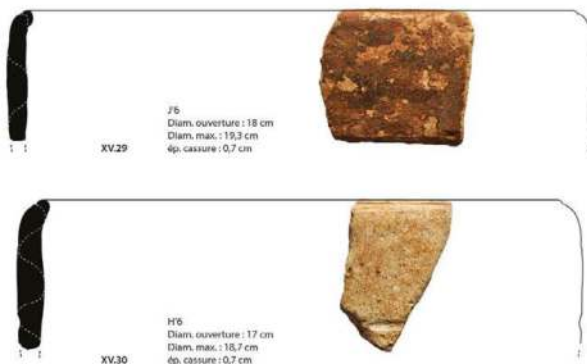 J'6
Diam. ouverture : 18 cm
Diam. max. : 19,3 cm
XV.29 ép. cassure : 0,7 cm
H'6
Diam. ouverture : 17 cm
Diam. max. : 18,7 cm
XV.30 ép. cassure : 0,7 cm